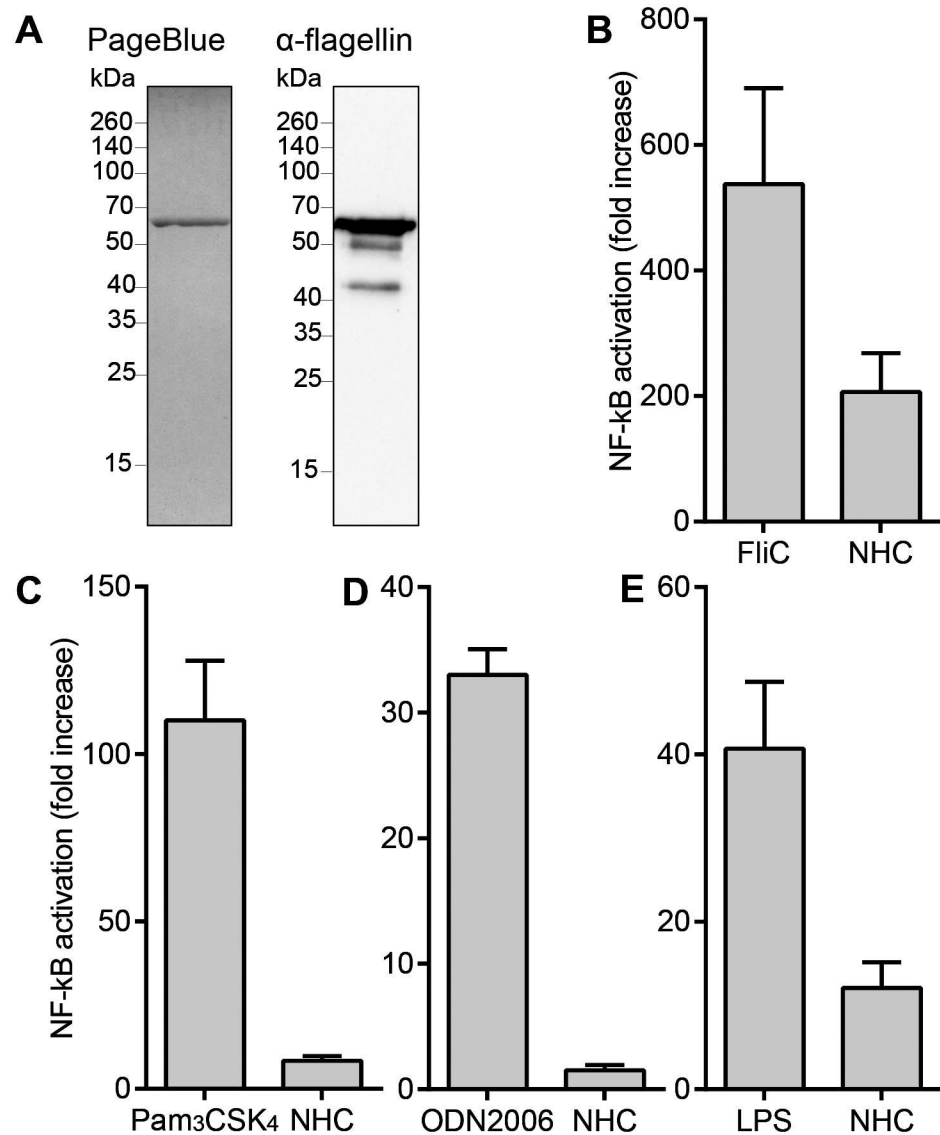 A
PageBlue
kDa
260
140
100
70
50
40
35
25
15
α-flagellin
kDa
260
140
100
70
50
40
35
25
15
B
NF-kB activation (fold increase)
800
600
400
200
0
FliC NHC
C
NF-kB activation (fold increase)
150
100
50
0
Pam₃CSK₄ NHC
D
40
30
20
10
0
ODN2006 NHC
E
60
40
20
0
LPS NHC